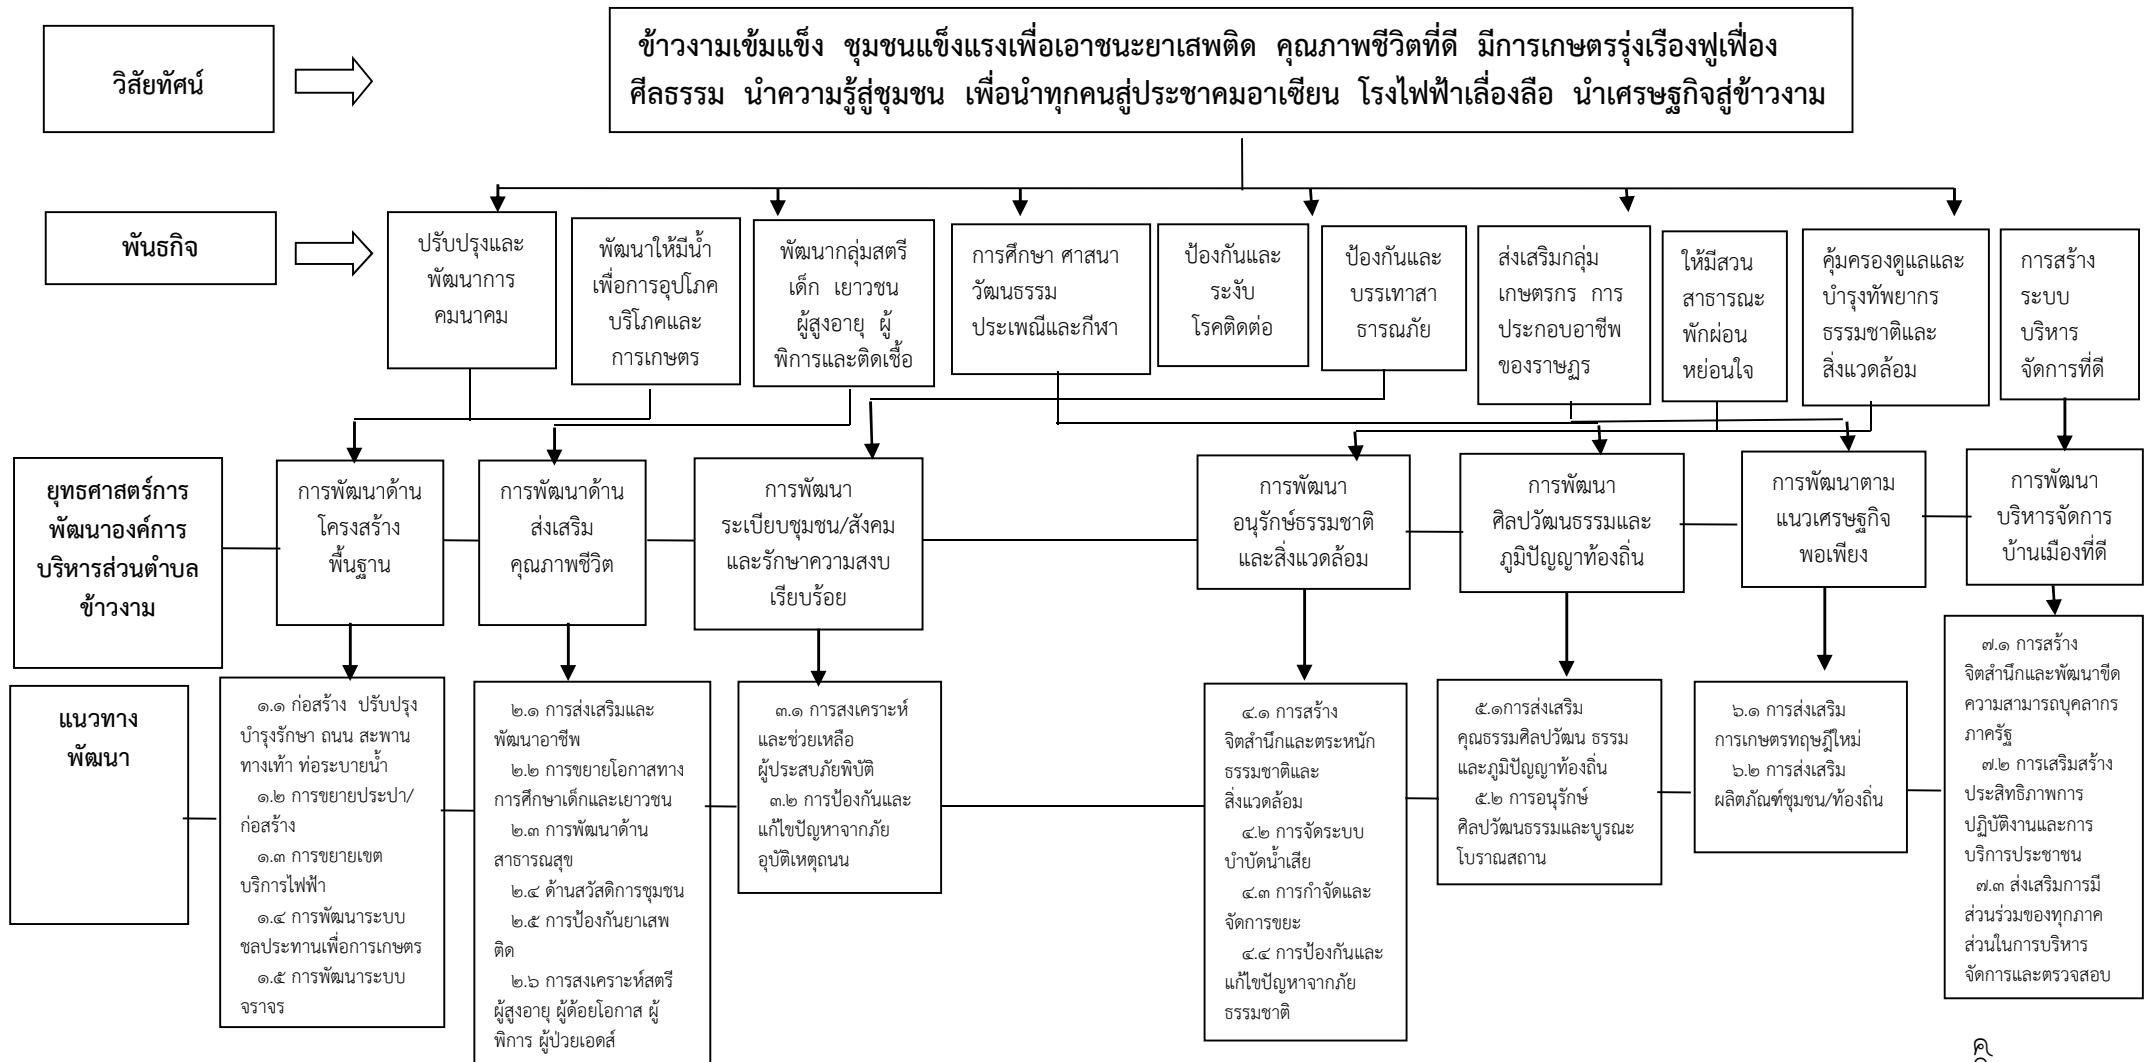 วิสัยทัศน์
ข้าวงามเข้มแข็ง ชุมชนแข็งแรงเพื่อเอาชนะยาเสพติด คุณภาพชีวิตที่ดี มีการเกษตรรุ่งเรืองฟูเฟื่อง
ศีลธรรม นำความรู้สู่ชุมชน เพื่อนำทุกคนสู่ประชาคมอาเซียน โรงไฟฟ้าเลื่องลือ นำเศรษฐกิจสู่ข้าวงาม
พันธกิจ
ปรับปรุงและ
พัฒนาการ
คมนาคม
พัฒนาให้มีน้ำ
เพื่อการอุปโภค
บริโภคและ
การเกษตร
พัฒนากลุ่มสตรี
เด็ก เยาวชน
ผู้สูงอายุ ผู้
พิการและติดเชื้อ
การศึกษา ศาสนา
วัฒนธรรม
ประเพณีและกีฬา
ป้องกันและ
ระงับ
โรคติดต่อ
ป้องกันและ
บรรเทาสา
ธารณภัย
ส่งเสริมกลุ่ม
เกษตรกร การ
ประกอบอาชีพ
ของราษฎร
ให้มีสวน
สาธารณะ
พักผ่อน
หย่อนใจ
คุ้มครองดูแลและ
บำรุงทัพยากร
ธรรมชาติและ
สิ่งแวดล้อม
การสร้าง
ระบบ
บริหาร
จัดการที่ดี
ยุทธศาสตร์การ
พัฒนาองค์การ
บริหารส่วนตำบล
ข้าวงาม
การพัฒนาด้าน
โครงสร้าง
พื้นฐาน
การพัฒนาด้าน
ส่งเสริม
คุณภาพชีวิต
การพัฒนา
ระเบียบชุมชน/สังคม
และรักษาความสงบ
เรียบร้อย
การพัฒนา
อนุรักษ์ธรรมชาติ
และสิ่งแวดล้อม
การพัฒนา
ศิลปวัฒนธรรมและ
ภูมิปัญญาท้องถิ่น
การพัฒนาตาม
แนวเศรษฐกิจ
พอเพียง
การพัฒนา
บริหารจัดการ
บ้านเมืองที่ดี
แนวทาง
พัฒนา
๑.๑ ก่อสร้าง ปรับปรุง
บำรุงรักษา ถนน สะพาน
ทางเท้า ท่อระบายน้ำ
๑.๒ การขยายประปา/
ก่อสร้าง
๑.๓ การขยายเขต
บริการไฟฟ้า
๑.๔ การพัฒนาระบบ
ชลประทานเพื่อการเกษตร
๑.๕ การพัฒนาระบบ
จราจร
๒.๑ การส่งเสริมและ
พัฒนาอาชีพ
๒.๒ การขยายโอกาสทาง
การศึกษาเด็กและเยาวชน
๒.๓ การพัฒนาด้าน
สาธารณสุข
๒.๔ ด้านสวัสดิการชุมชน
๒.๕ การป้องกันยาเสพ
ติด
๒.๖ การสงเคราะห์สตรี
ผู้สูงอายุ ผู้ด้อยโอกาส ผู้
พิการ ผู้ป่วยเอดส์
๓.๑ การสงเคราะห์
และช่วยเหลือ
ผู้ประสบภัยพิบัติ
๓.๒ การป้องกันและ
แก้ไขปัญหาจากภัย
อุบัติเหตุถนน
๔.๑ การสร้าง
จิตสำนึกและตระหนัก
ธรรมชาติและ
สิ่งแวดล้อม
๔.๒ การจัดระบบ
บำบัดน้ำเสีย
๔.๓ การกำจัดและ
จัดการขยะ
๔.๔ การป้องกันและ
แก้ไขปัญหาจากภัย
ธรรมชาติ
๕.๑การส่งเสริม
คุณธรรมศิลปวัฒน ธรรม
และภูมิปัญญาท้องถิ่น
๕.๒ การอนุรักษ์
ศิลปวัฒนธรรมและบูรณะ
โบราณสถาน
๖.๑ การส่งเสริม
การเกษตรทฤษฎีใหม่
๖.๒ การส่งเสริม
ผลิตภัณฑ์ชุมชน/ท้องถิ่น
๗.๑ การสร้าง
จิตสำนึกและพัฒนาขีด
ความสามารถบุคลากร
ภาครัฐ
๗.๒ การเสริมสร้าง
ประสิทธิภาพการ
ปฏิบัติงานและการ
บริการประชาชน
๗.๓ ส่งเสริมการมี
ส่วนร่วมของทุกภาค
ส่วนในการบริหาร
จัดการและตรวจสอบ